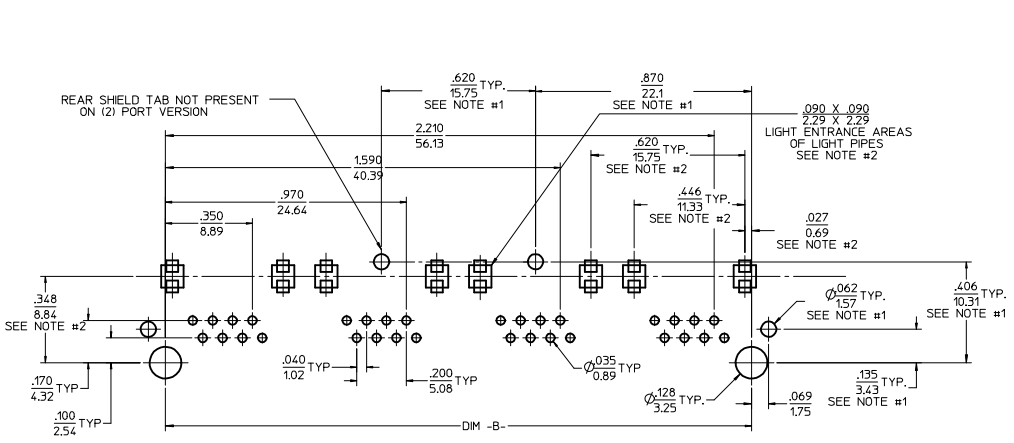 .620 TYP.
15.75
SEE NOTE #1
.870
22.1
SEE NOTE #1
REAR SHIELD TAB NOT PRESENT
ON (2) PORT VERSION
.090 X .090
2.29 X 2.29
LIGHT ENTRANCE AREAS
OF LIGHT PIPES
SEE NOTE #2
2.210
56.13
.620 TYP.
15.75
SEE NOTE #2
1.590
40.39
.970
24.64
.446 TYP.
11.33
SEE NOTE #2
.350
8.89
.027
0.69
SEE NOTE #2
.348
8.84
SEE NOTE #2
Ø.062 TYP.
1.57
SEE NOTE #1
.406 TYP.
10.31
SEE NOTE #1
.040 TYP
1.02
.200 TYP
5.08
Ø.035 TYP
0.89
.170 TYP
4.32
.100 TYP
2.54
Ø.128 TYP.
3.25
.069
1.75
.135 TYP.
3.43
SEE NOTE #1
DIM -B-